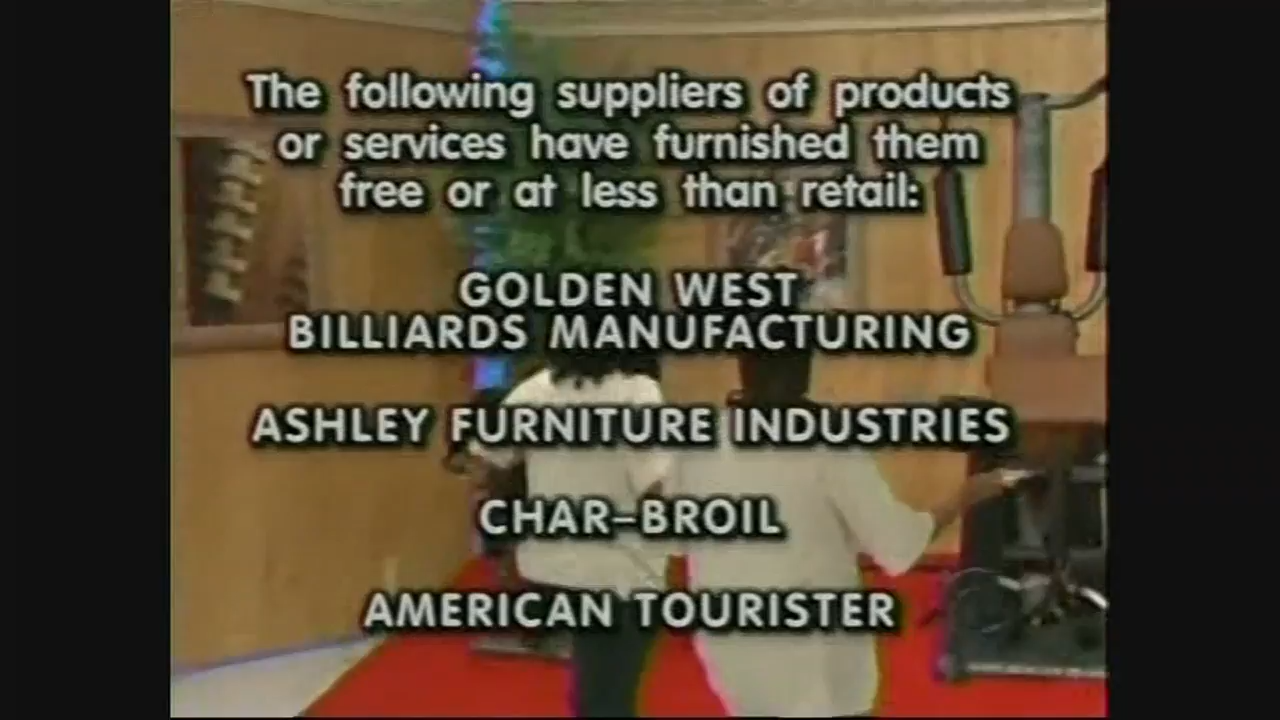 The following suppliers of products
or services have furnished them
free or at less than retail:
GOLDEN WEST
BILLIARDS MANUFACTURING
ASHLEY FURNITURE INDUSTRIES
CHAR-BROIL
AMERICAN TOURISTER